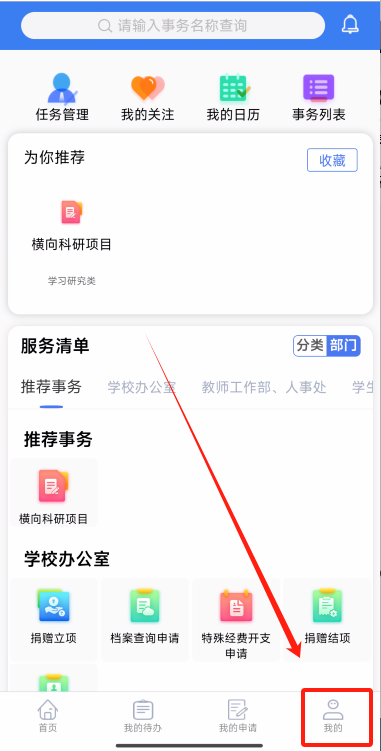 请输入事务名称查询
任务管理 我的关注 我的日历 事务列表
为你推荐 收藏
横向科研项目
学习研究类
服务清单 分类 部门
推荐事务 学校办公室 教师工作部、人事处 学生
推荐事务
横向科研项目
学校办公室
捐赠立项 档案查询申请 特殊经费开支 捐赠结项
申请
首页 我的待办 我的申请 我的